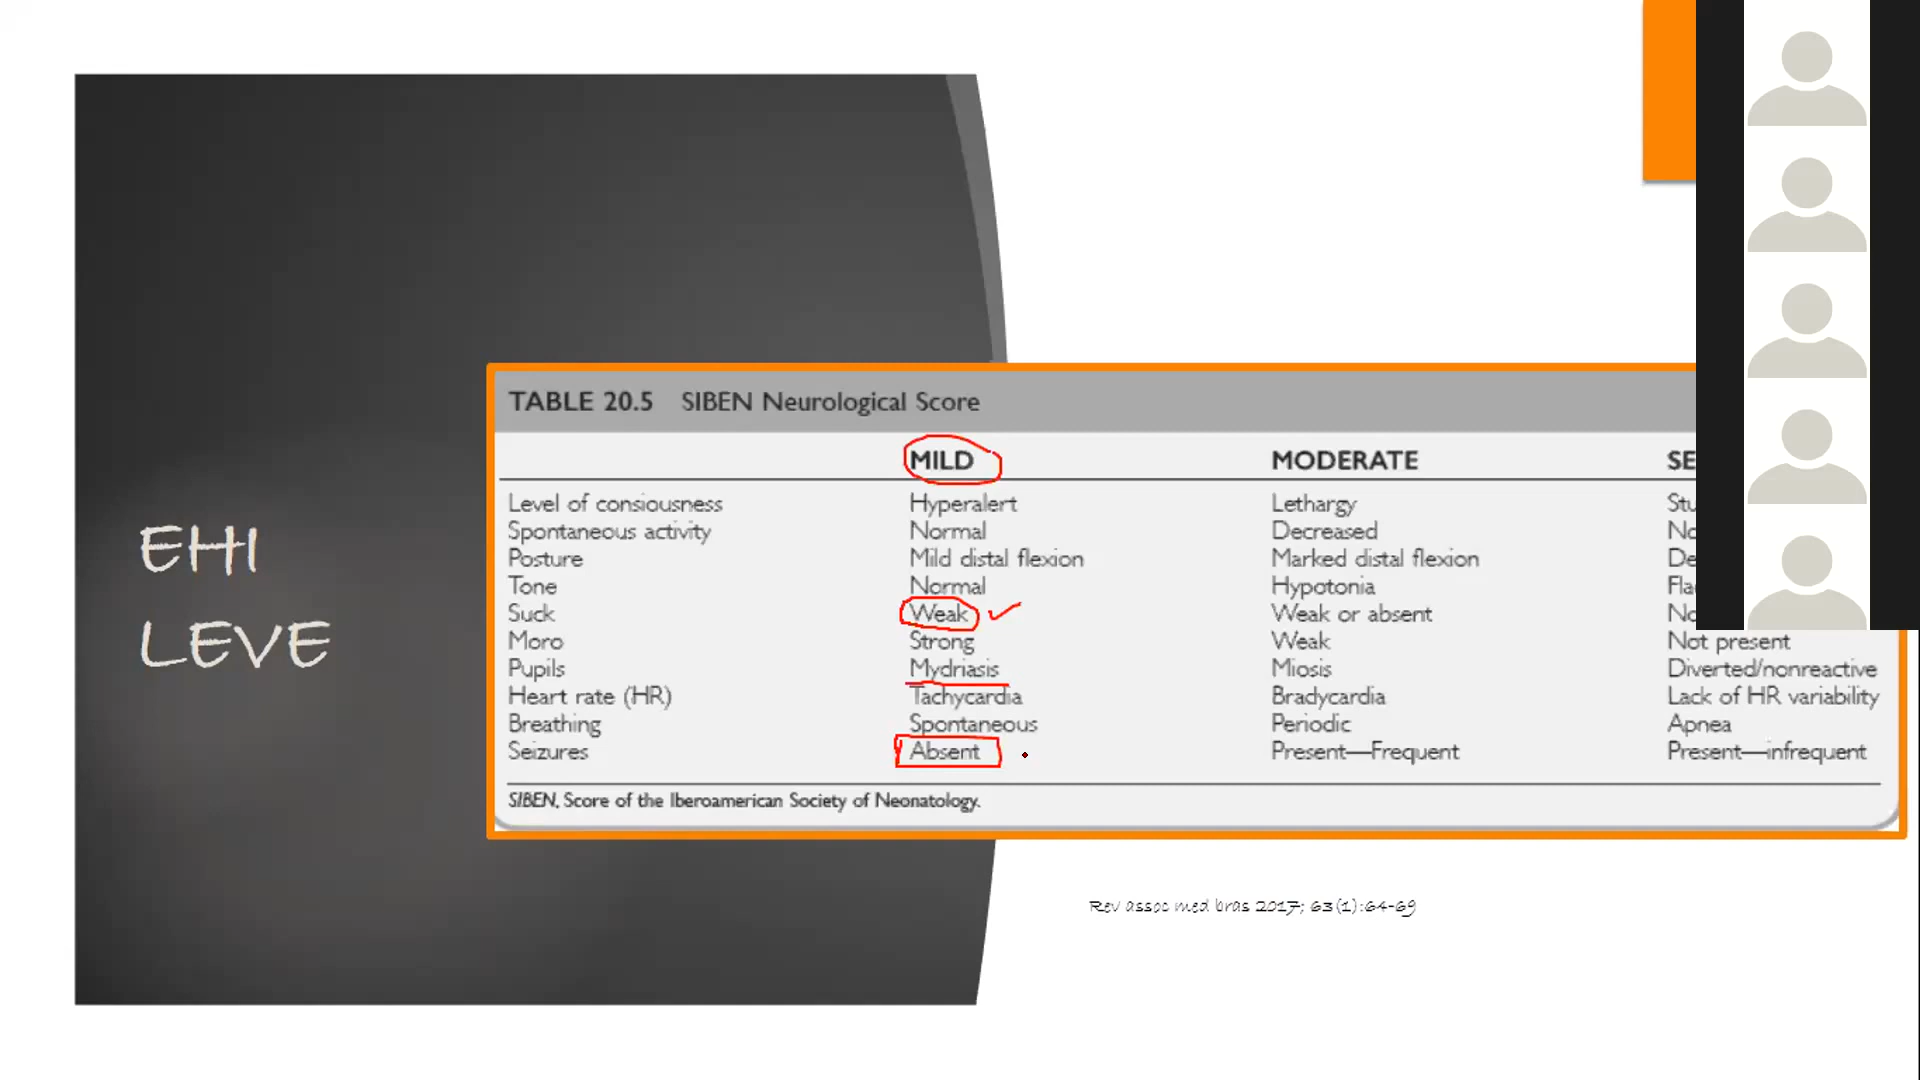 EHI
LEVE
TABLE 20.5 SIBEN Neurological Score
MILD MODERATE
Level of consiousness Hyperalert Lethargy
Spontaneous activity Normal Decreased
Posture Mild distal flexion Marked distal flexion
Tone Normal Hypotonia
Suck Weak Weak or absent
Moro Strong Weak Not present
Pupils Mydriasis Miosis Diverted/nonreactive
Heart rate (HR) Tachycardia Bradycardia Lack of HR variability
Breathing Spontaneous Periodic Apnea
Seizures Absent Present—Frequent Present—infrequent
SIBEN, Score of the Iberoamerican Society of Neonatology.
Rev assoc med bras 2017; 63(1):64-69